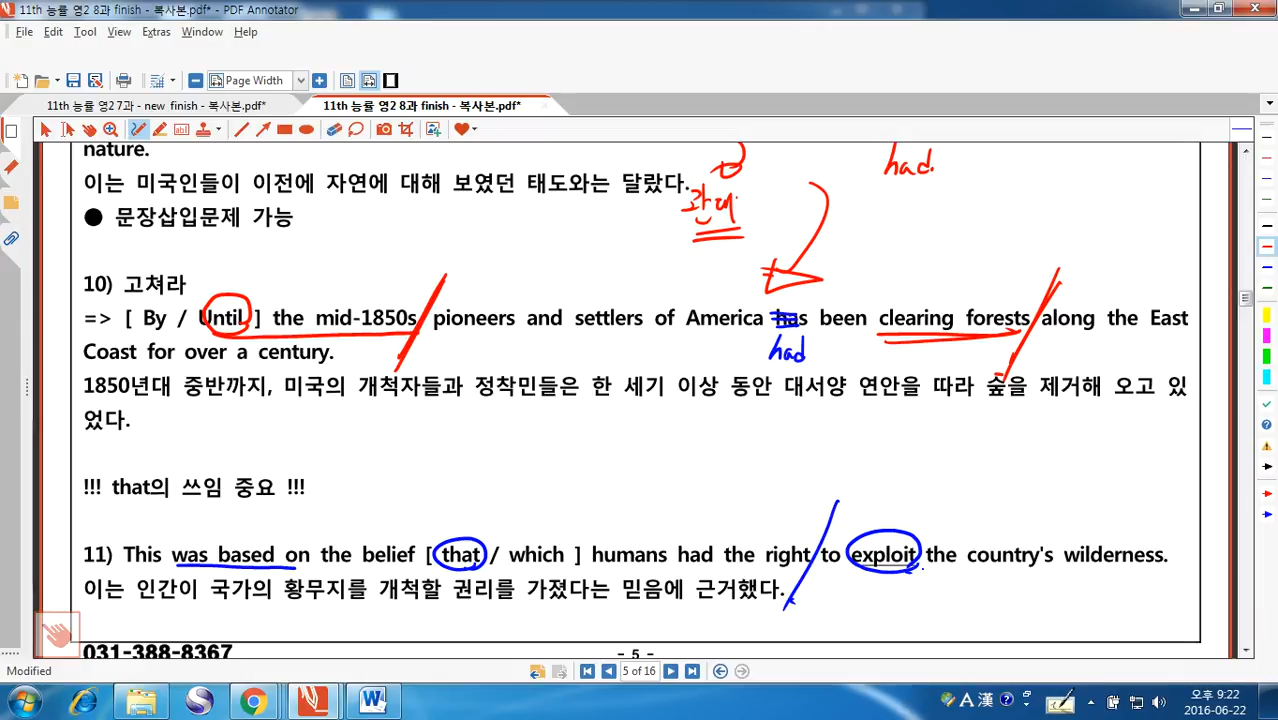 11th 능률 영2 8과 finish - 복사본.pdf* - PDF Annotator
File Edit Tool View Extras Window Help
Page Width
11th 능률 영2 7과 - new finish - 복사본.pdf* 11th 능률 영2 8과 finish - 복사본.pdf*
nature.
had.
이는 미국인들이 이전에 자연에 대해 보였던 태도와는 달랐다.
● 문장삽입문제 가능
10) 고쳐라
=> [ By / Until ] the mid-1850s pioneers and settlers of America has been clearing forests along the East
had
Coast for over a century.
1850년대 중반까지, 미국의 개척자들과 정착민들은 한 세기 이상 동안 대서양 연안을 따라 숲을 제거해 오고 있
었다.
!!! that의 쓰임 중요 !!!
11) This was based on the belief [ that / which ] humans had the right to exploit the country's wilderness.
이는 인간이 국가의 황무지를 개척할 권리를 가졌다는 믿음에 근거했다.
031-388-8367
- 5 -
Modified
5 of 16
A 漢
오후 9:22
2016-06-22